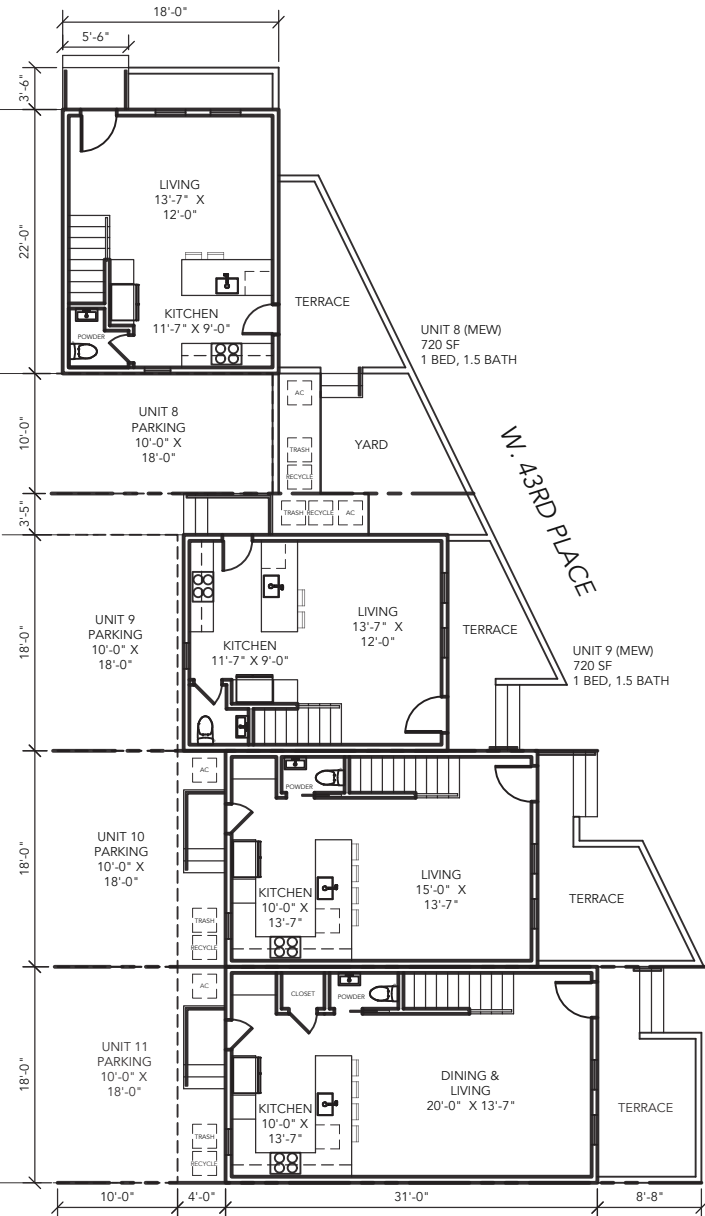 18'-0"
5'-6"
3'-6"
LIVING
13'-7" X
12'-0"
22'-0"
TERRACE
KITCHEN
11'-7" X 9'-0"
POWDER
UNIT 8 (MEW)
720 SF
1 BED, 1.5 BATH
AC
10'-0"
UNIT 8
PARKING
10'-0" X
18'-0"
YARD
TRASH
RECYCLE
W. 43RD PLACE
3'-5"
TRASH
RECYCLE
AC
18'-0"
UNIT 9
PARKING
10'-0" X
18'-0"
LIVING
13'-7" X
12'-0"
TERRACE
KITCHEN
11'-7" X 9'-0"
UNIT 9 (MEW)
720 SF
1 BED, 1.5 BATH
AC
POWDER
18'-0"
UNIT 10
PARKING
10'-0" X
18'-0"
KITCHEN
10'-0" X
13'-7"
LIVING
15'-0" X
13'-7"
TERRACE
TRASH
RECYCLE
AC
CLOSET
POWDER
18'-0"
UNIT 11
PARKING
10'-0" X
18'-0"
KITCHEN
10'-0" X
13'-7"
DINING &
LIVING
20'-0" X 13'-7"
TERRACE
TRASH
RECYCLE
10'-0"
4'-0"
31'-0"
8'-8"